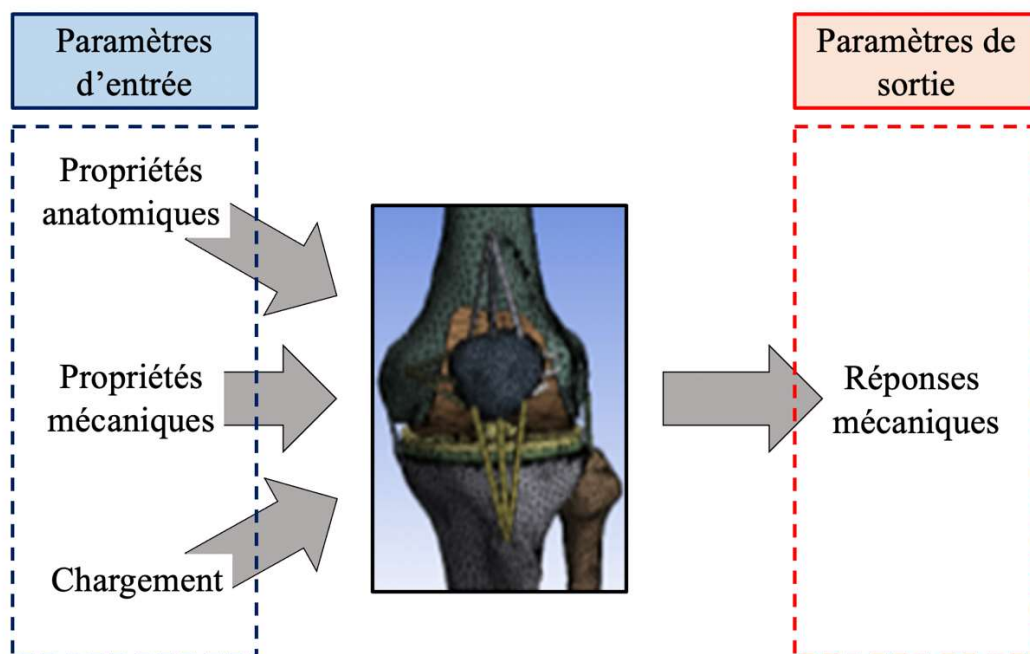 Paramètres
d’entrée
Paramètres de
sortie
Propriétés
anatomiques
Propriétés
mécaniques
Chargement
Réponses
mécaniques